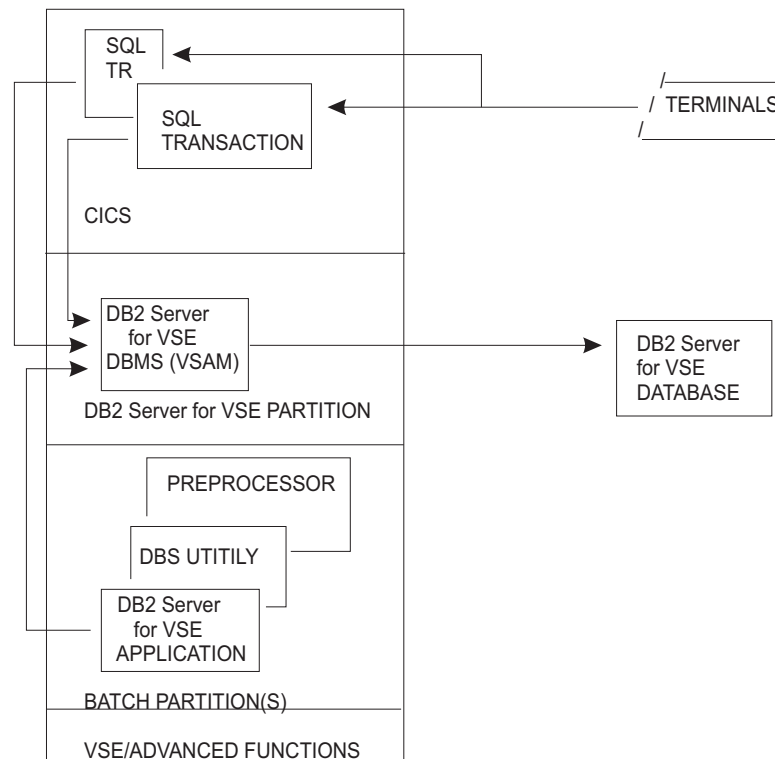 SQL
TR
SQL
TRANSACTION
TERMINALS
CICS
DB2 Server
for VSE
DBMS (VSAM)
DB2 Server for VSE PARTITION
DB2 Server
for VSE
DATABASE
PREPROCESSOR
DBS UTITILY
DB2 Server
for VSE
APPLICATION
BATCH PARTITION(S)
VSE/ADVANCED FUNCTIONS